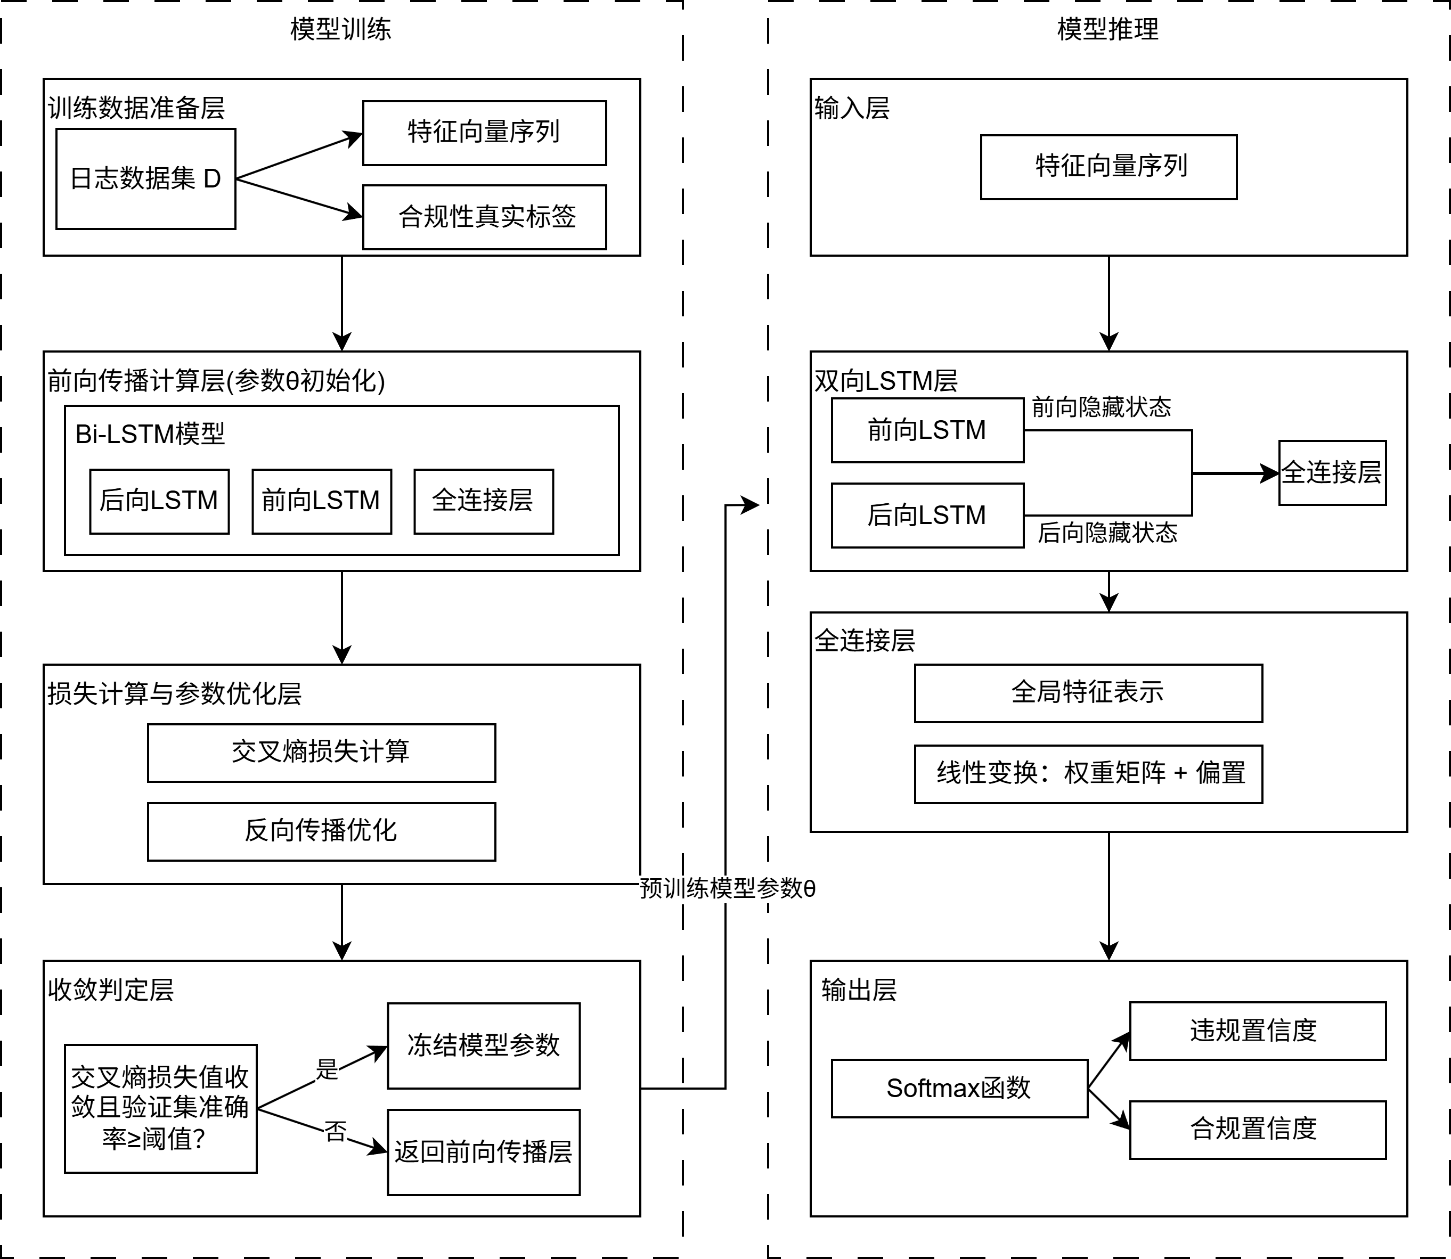 模型训练
训练数据准备层
日志数据集 D
特征向量序列
合规性真实标签
前向传播计算层(参数θ初始化)
Bi-LSTM模型
后向LSTM
前向LSTM
全连接层
损失计算与参数优化层
交叉熵损失计算
反向传播优化
收敛判定层
交叉熵损失值收
敛且验证集准确
率≥阈值？
是
否
冻结模型参数
返回前向传播层
预训练模型参数θ
模型推理
输入层
特征向量序列
双向LSTM层
前向LSTM
前向隐藏状态
后向LSTM
后向隐藏状态
全连接层
全连接层
全局特征表示
线性变换：权重矩阵 + 偏置
输出层
Softmax函数
违规置信度
合规置信度